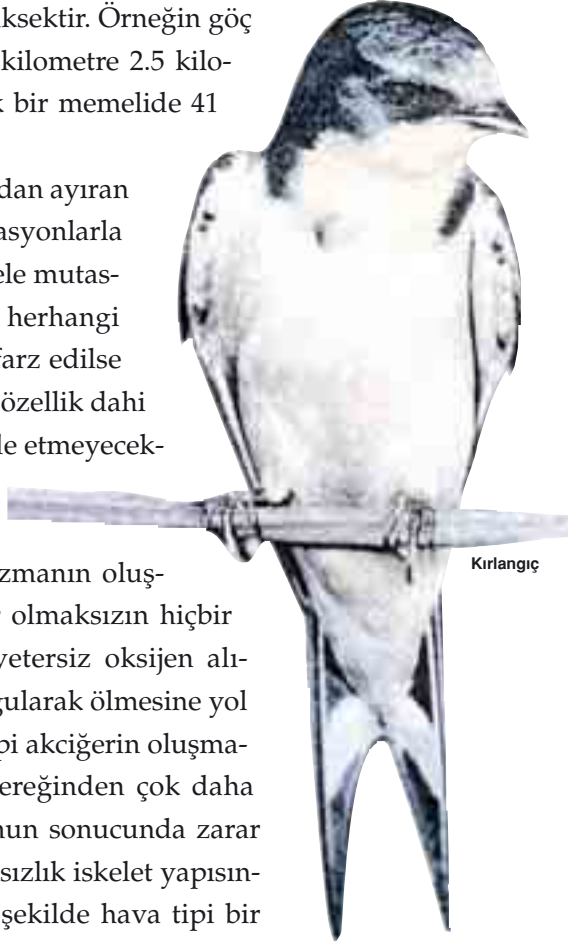 ksektir. Örneğin göç
kilometre 2.5 kilo-
bir memelide 41
dan ayıran
asyonlarla
ele mutas-
herhangi
farz edilse
özellik dahi
le etmeyecek-
Kırlangıç
zmanın oluş-
olmaksızın hiçbir
yetersiz oksijen alı-
ğularak ölmesine yol
pi akciğerin oluşma-
ereğinden çok daha
nun sonucunda zarar
sızlık iskelet yapısın-
şekilde hava tipi bir